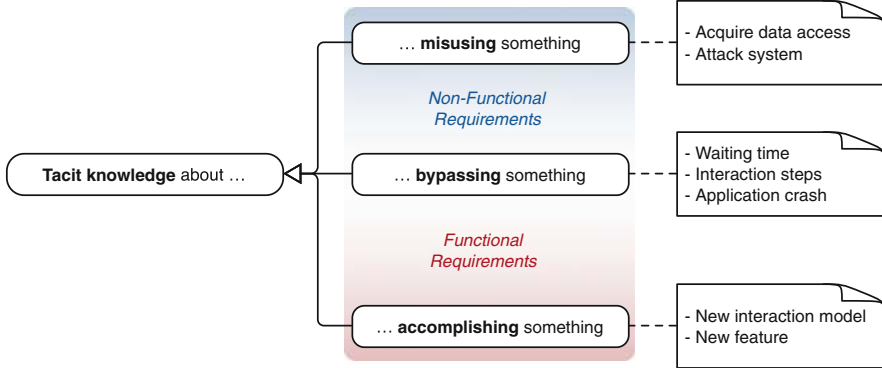 ... misusing something
- Acquire data access
- Attack system
Non-Functional
Requirements
Tacit knowledge about ...
... bypassing something
- Waiting time
- Interaction steps
- Application crash
Functional
Requirements
... accomplishing something
- New interaction model
- New feature